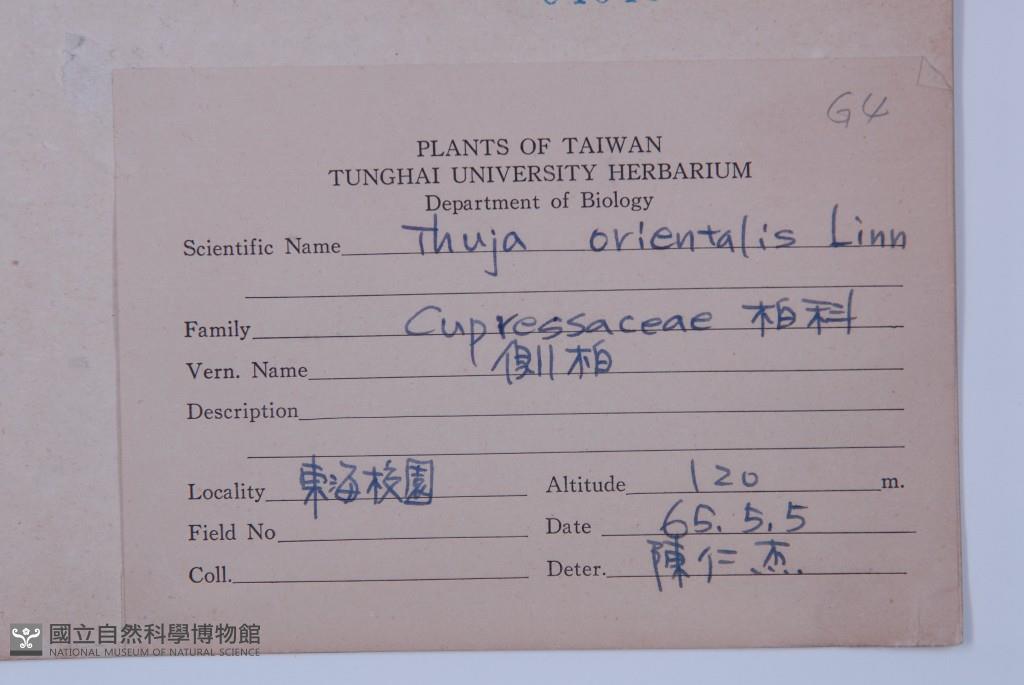 G4
PLANTS OF TAIWAN
TUNGHAI UNIVERSITY HERBARIUM
Department of Biology
Scientific Name Thuja orientalis Linn
Family Cupressaceae 柏科
Vern. Name 側柏
Description
Locality 東海校園 Altitude 120 m.
Field No Date 65.5.5
Coll. Deter. 陳仁杰
國立自然科學博物館
NATIONAL MUSEUM OF NATURAL SCIENCE